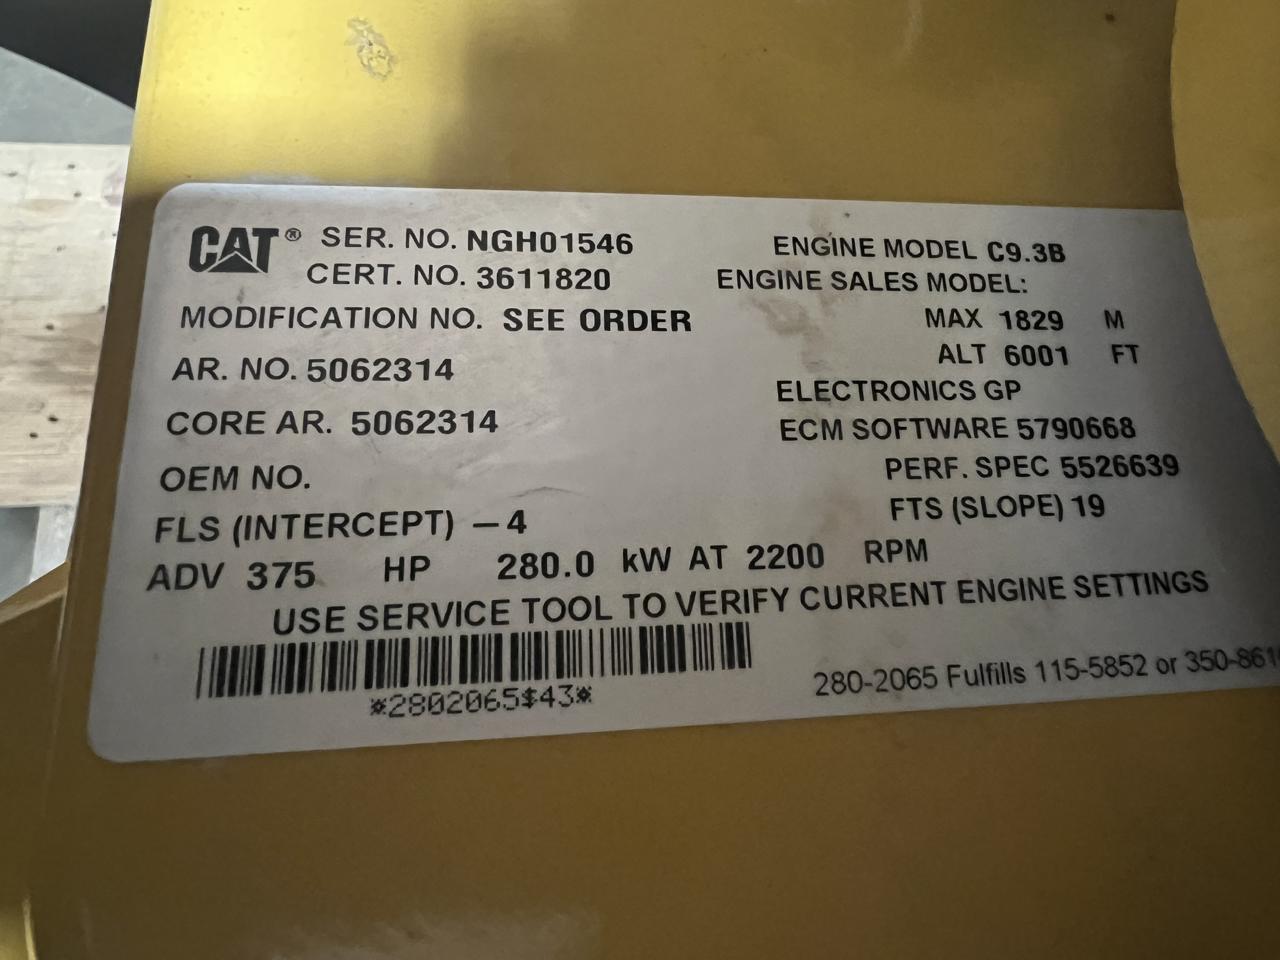 CAT® SER. NO. NGH01546 ENGINE MODEL C9.3B
CERT. NO. 3611820 ENGINE SALES MODEL:
MODIFICATION NO. SEE ORDER MAX 1829 M
AR. NO. 5062314 ALT 6001 FT
ELECTRONICS GP
CORE AR. 5062314 ECM SOFTWARE 5790668
OEM NO. PERF. SPEC 5526639
FLS (INTERCEPT) –4 FTS (SLOPE) 19
ADV 375 HP 280.0 kW AT 2200 RPM
USE SERVICE TOOL TO VERIFY CURRENT ENGINE SETTINGS
*2802065$43* 280-2065 Fulfills 115-5852 or